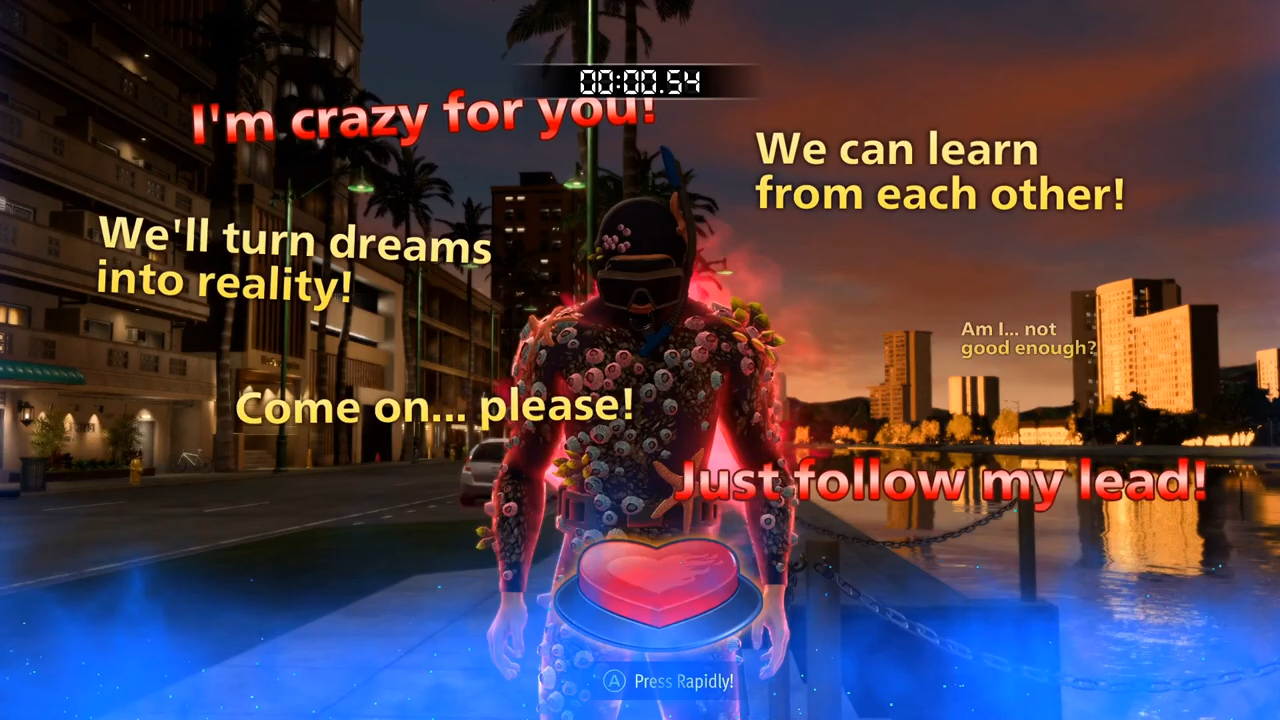 00:00.54
I'm crazy for you!
We can learn
from each other!
We'll turn dreams
into reality!
Am I... not
good enough?
Come on... please!
Just follow my lead!
A Press Rapidly!